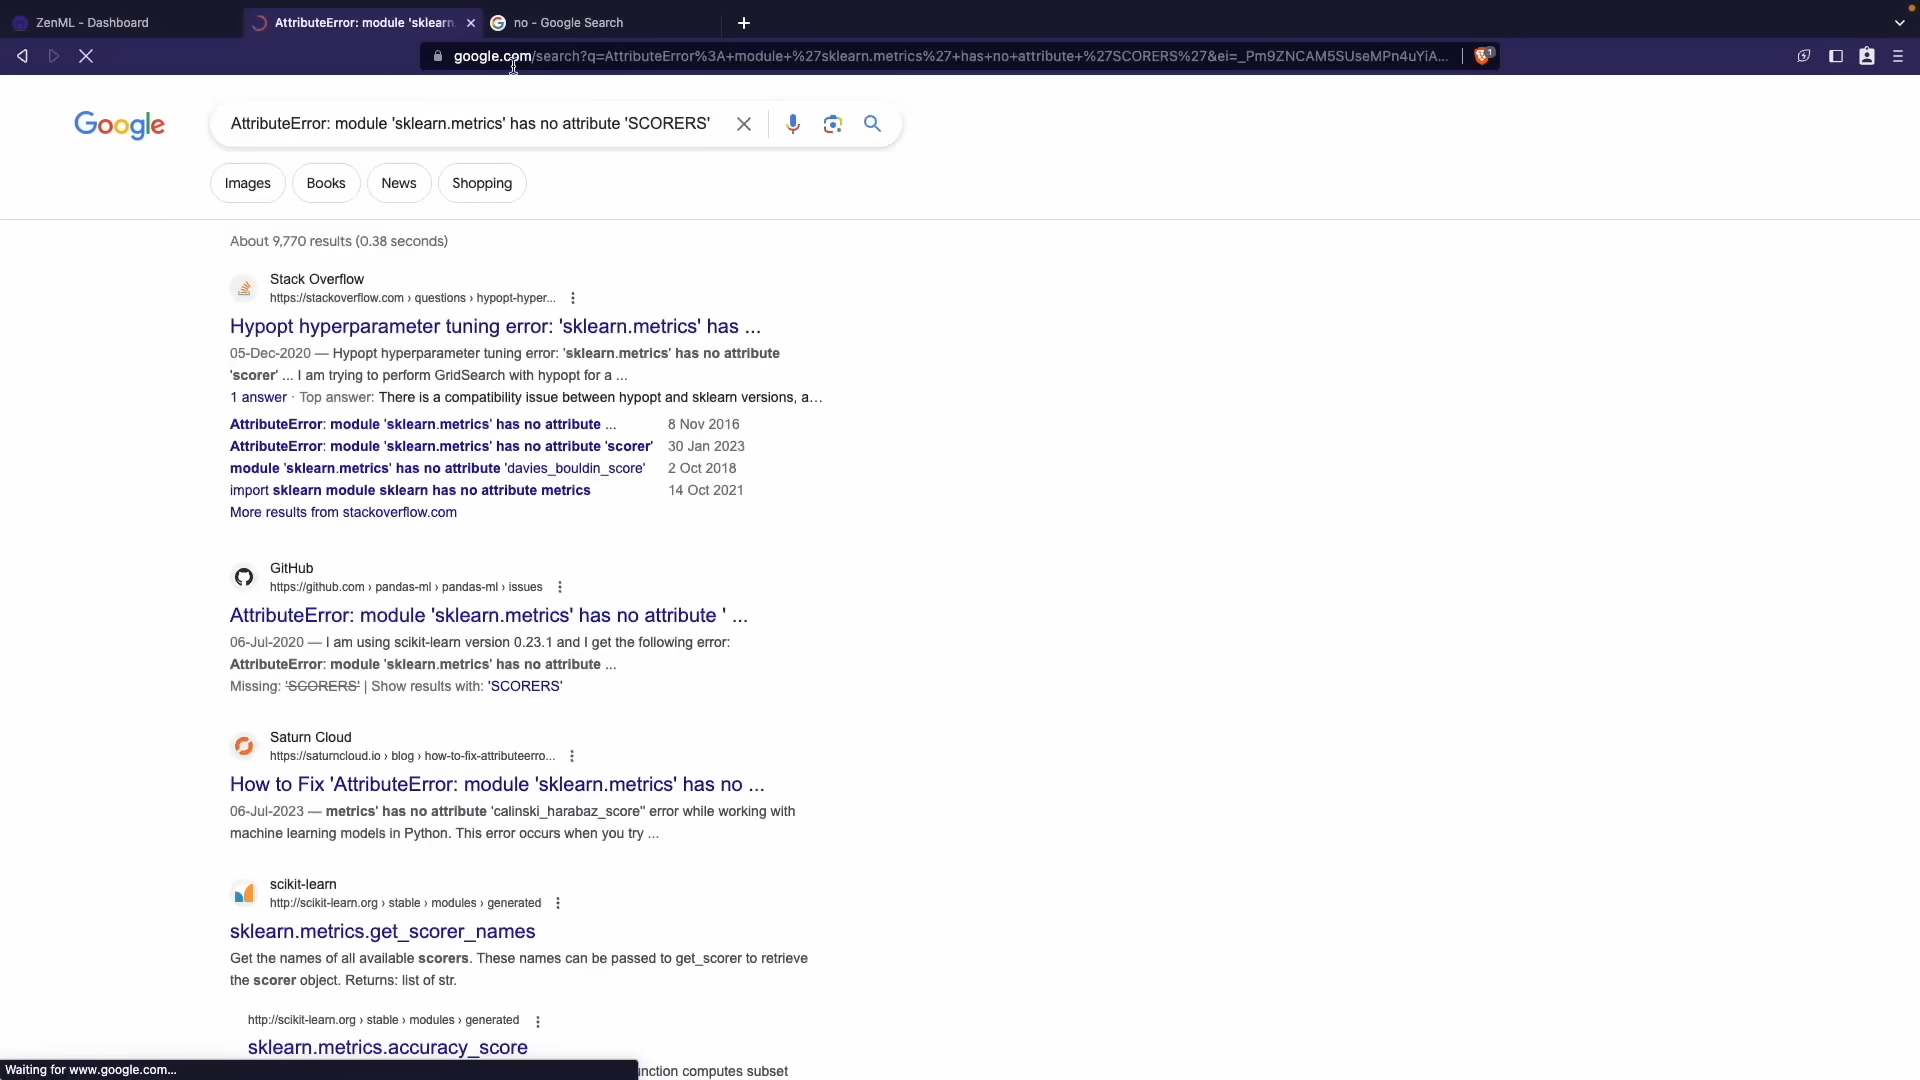 ZenML - Dashboard
AttributeError: module 'sklearn.
no - Google Search
google.com/search?q=AttributeError%3A+module+%27sklearn.metrics%27+has+no+attribute+%27SCORERS%27&ei=_Pm9ZNCAM5SUseMPn4uYiA...
1
Google
AttributeError: module 'sklearn.metrics' has no attribute 'SCORERS'
Images
Books
News
Shopping
About 9,770 results (0.38 seconds)
Stack Overflow
https://stackoverflow.com › questions › hypopt-hyper...
Hypopt hyperparameter tuning error: 'sklearn.metrics' has ...
05-Dec-2020 — Hypopt hyperparameter tuning error: 'sklearn.metrics' has no attribute
'scorer' ... I am trying to perform GridSearch with hypopt for a ...
1 answer · Top answer: There is a compatibility issue between hypopt and sklearn versions, a...
AttributeError: module 'sklearn.metrics' has no attribute ... 8 Nov 2016
AttributeError: module 'sklearn.metrics' has no attribute 'scorer' 30 Jan 2023
module 'sklearn.metrics' has no attribute 'davies_bouldin_score' 2 Oct 2018
import sklearn module sklearn has no attribute metrics 14 Oct 2021
More results from stackoverflow.com
GitHub
https://github.com › pandas-ml › pandas-ml › issues
AttributeError: module 'sklearn.metrics' has no attribute ' ...
06-Jul-2020 — I am using scikit-learn version 0.23.1 and I get the following error:
AttributeError: module 'sklearn.metrics' has no attribute ...
Missing: 'SCORERS' | Show results with: 'SCORERS'
Saturn Cloud
https://saturncloud.io › blog › how-to-fix-attributeerro...
How to Fix 'AttributeError: module 'sklearn.metrics' has no ...
06-Jul-2023 — metrics' has no attribute 'calinski_harabaz_score'' error while working with
machine learning models in Python. This error occurs when you try ...
scikit-learn
http://scikit-learn.org › stable › modules › generated
sklearn.metrics.get_scorer_names
Get the names of all available scorers. These names can be passed to get_scorer to retrieve
the scorer object. Returns: list of str.
http://scikit-learn.org › stable › modules › generated
sklearn.metrics.accuracy_score
Waiting for www.google.com...
unction computes subset